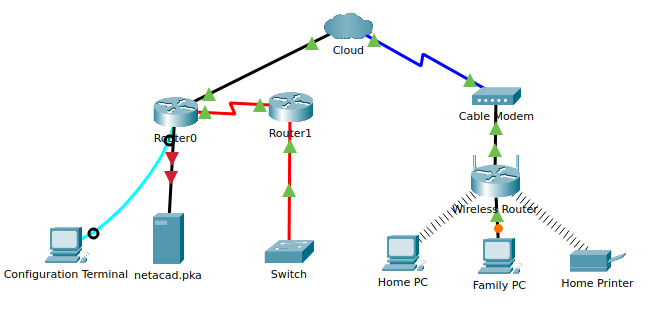 Cloud
Cable Modem
Router0
Router1
Wireless Router
Configuration Terminal
netacad.pka
Switch
Home PC
Family PC
Home Printer